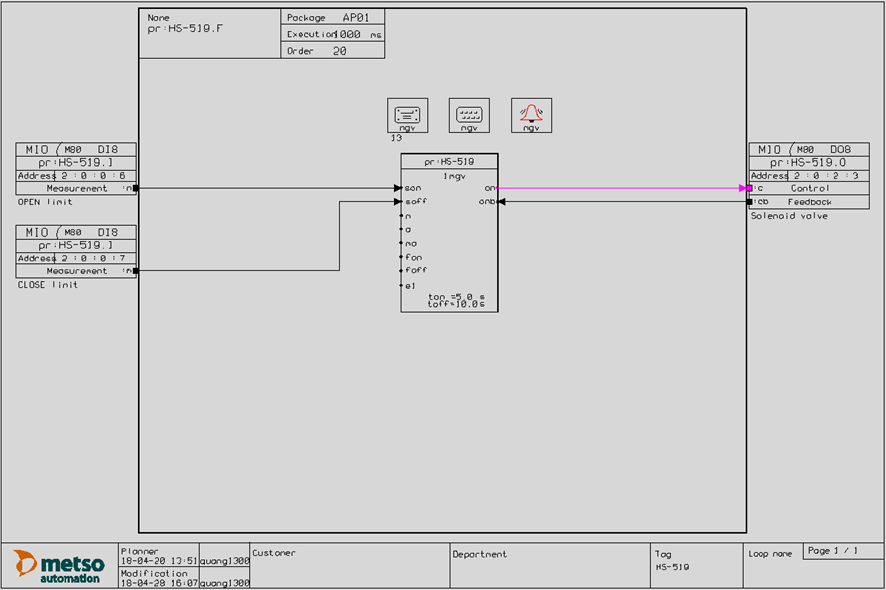 Name
pr:HS-519.F
Package AP01
Execution 1000 ms
Order 20
mgv
mgv
mgv
13
MIO / M80 DI8
pr:HS-519.I
Address 2 : 0 : 0 : 6
Measurement :m
OPEN limit
MIO / M80 DI8
pr:HS-519.I
Address 2 : 0 : 0 : 7
Measurement :m
CLOSE limit
pr:HS-519
1mgv
son on
soff onb
m
a
ma
fon
foff
el
ton =5.0 s
toff=10.0s
MIO / M80 DO8
pr:HS-519.O
Address 2 : 0 : 2 : 3
:c Control
:cb Feedback
Solenoid valve
metso
automation
Planner
18-04-20 13:51 quang1300
Modification
18-04-28 16:07 quang1300
Customer
Department
Tag
HS-519
Loop name
Page 1 / 1